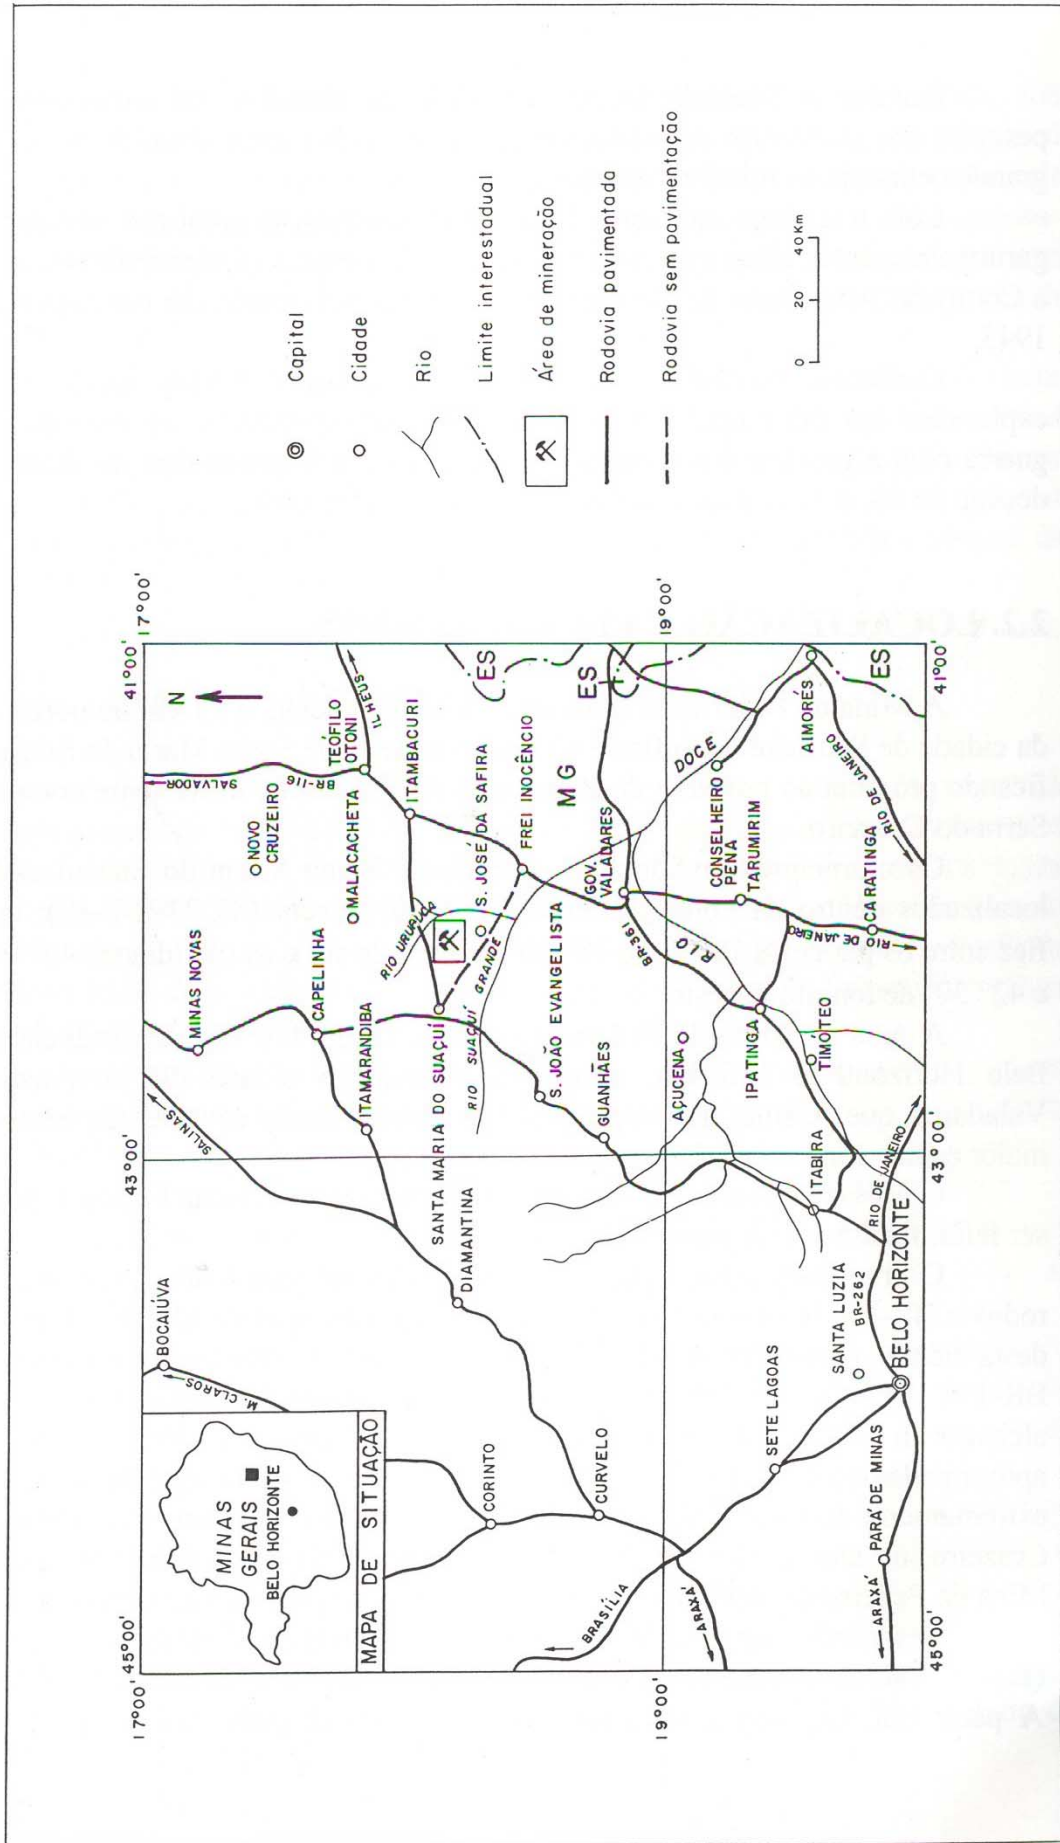 45°00'
43°00'
41°00'
17°00'
17°00'
MINAS
GERAIS
BELO HORIZONTE
MAPA DE SITUAÇÃO
BOCAIÚVA
M. CLAROS
SALINAS
MINAS NOVAS
CAPELINHA
ITAMARANDIBA
NOVO
CRUZEIRO
SALVADOR
BR-116
N
MALACACHETA
TEÓFILO
OTONI
ILHEUS
ITAMBACURI
RIO URUPUCA
SANTA MARIA DO SUAÇUÍ
S. JOSÉ DA SAFIRA
RIO SUAÇUÍ GRANDE
FREI INOCÊNCIO
ES
DIAMANTINA
CORINTO
CURVELO
S. JOÃO EVANGELISTA
GUANHÃES
MG
GOV.
VALADARES
BR-361
ES
BRASÍLIA
ARAXÁ
19°00'
19°00'
AÇUCENA
RIO
DOCE
CONSELHEIRO
PENA
TARUMIRIM
IPATINGA
TIMÓTEO
ITABIRA
AIMORÉS
RIO DE JANEIRO
CARATINGA
RIO DE JANEIRO
ES
SETE LAGOAS
SANTA LUZIA
BR-262
RIO DE JANEIRO
BELO HORIZONTE
PARÁ DE MINAS
ARAXÁ
45°00'
43°00'
41°00'
Capital
Cidade
Rio
Limite interestadual
Área de mineração
Rodovia pavimentada
Rodovia sem pavimentação
0 20 40 Km